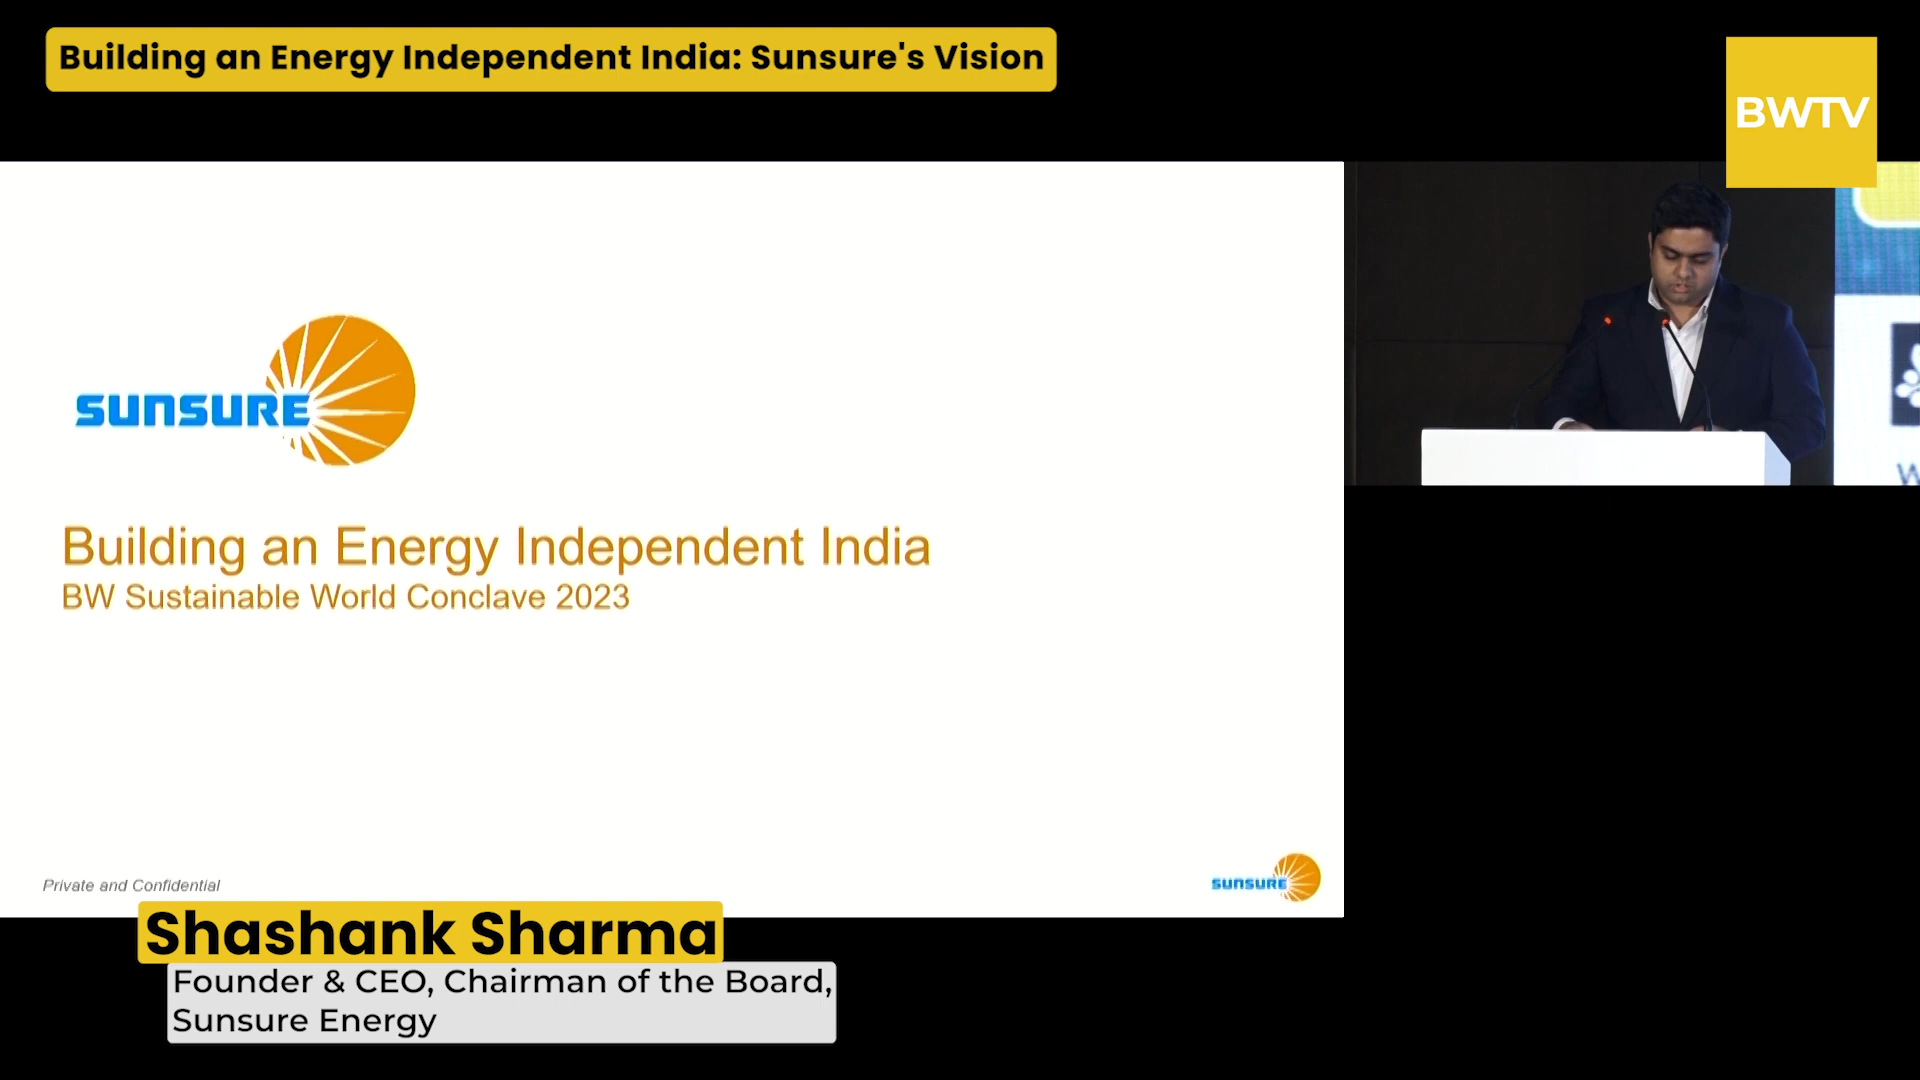 Building an Energy Independent India: Sunsure's Vision
BWTV
SUNSURE
Building an Energy Independent India
BW Sustainable World Conclave 2023
Private and Confidential
SUNSURE
Shashank Sharma
Founder & CEO, Chairman of the Board,
Sunsure Energy
W